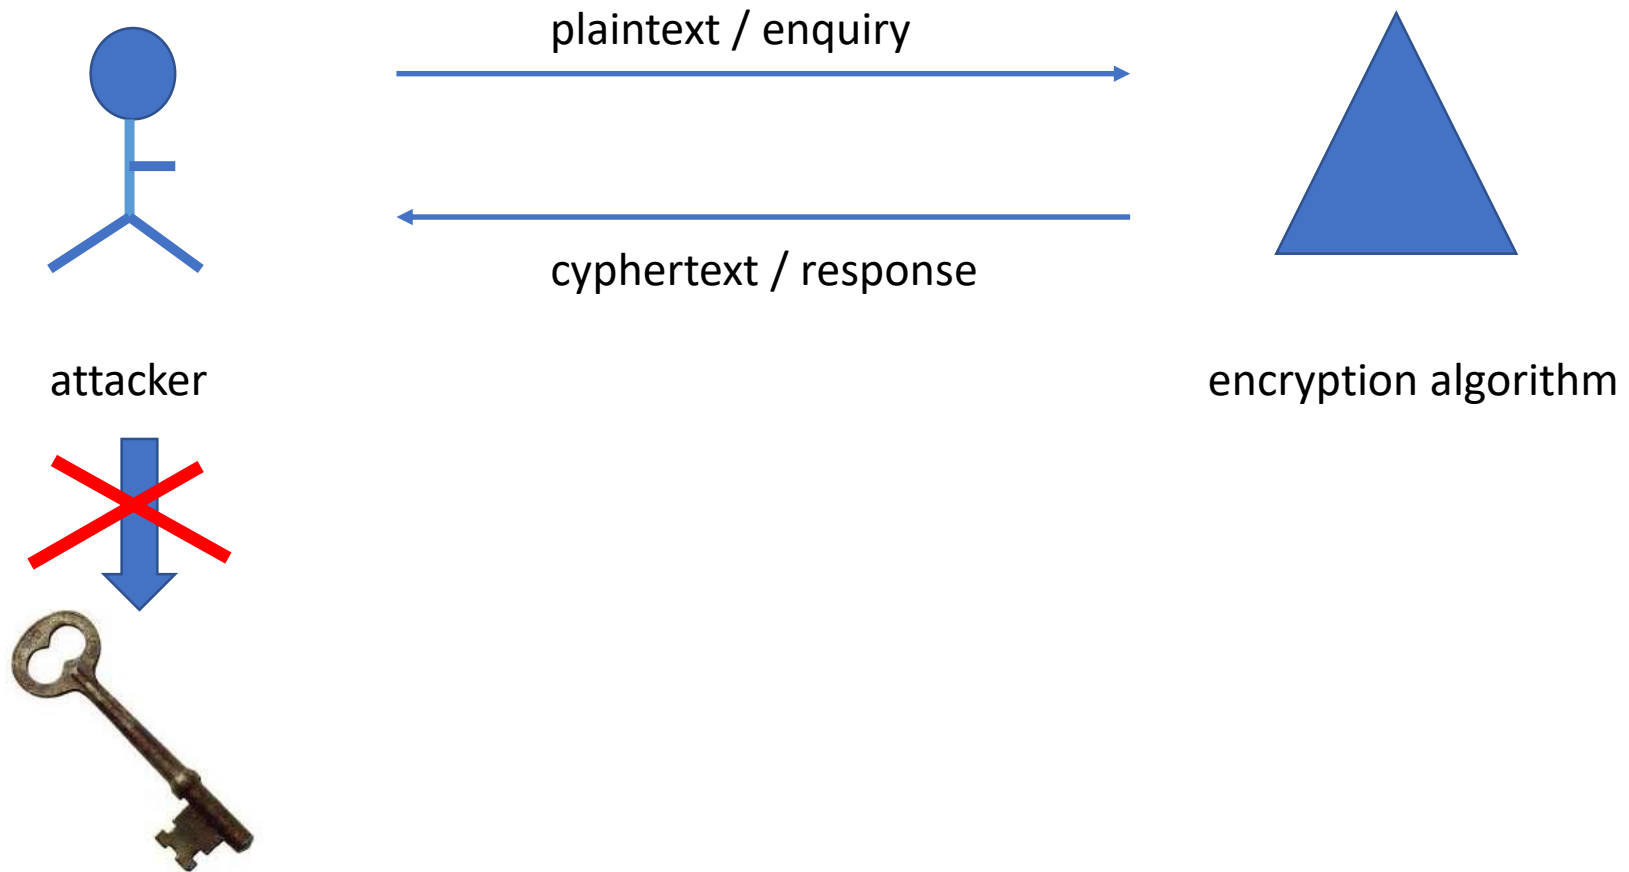 plaintext / enquiry
cyphertext / response
attacker
encryption algorithm